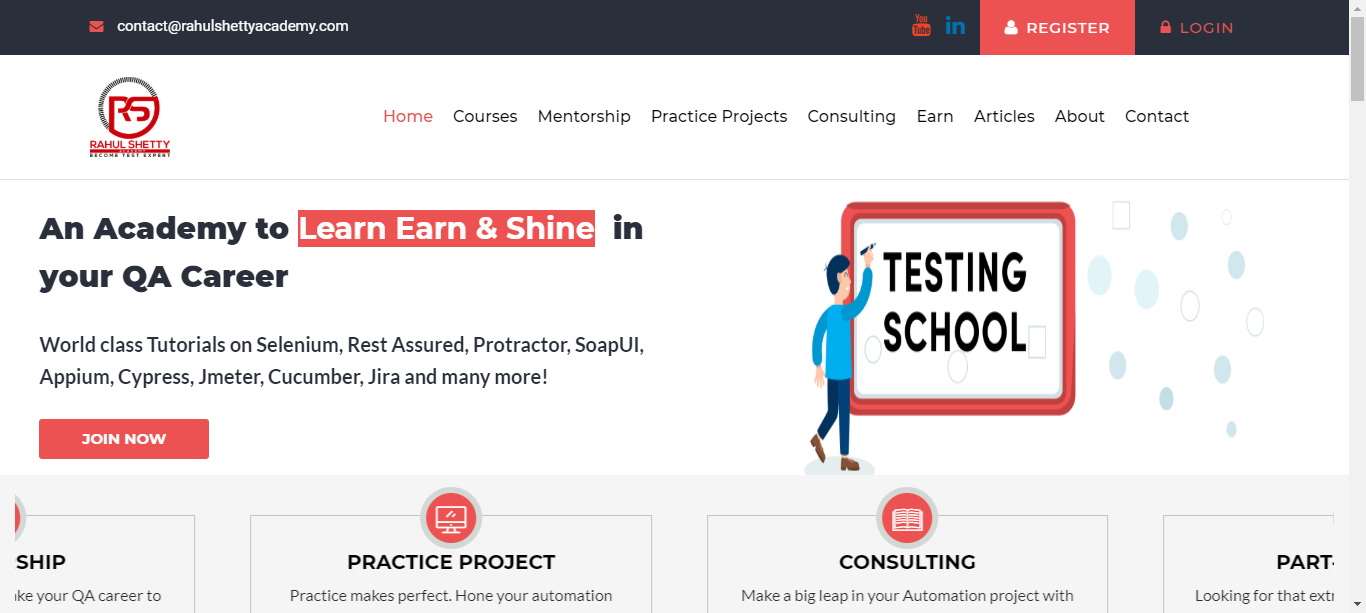 contact@rahulshettyacademy.com
You
Tube
in
REGISTER
LOGIN
RS
RAHUL SHETTY
ACADEMY
BECOME TEST EXPERT
Home Courses Mentorship Practice Projects Consulting Earn Articles About Contact
An Academy to Learn Earn & Shine in
your QA Career
World class Tutorials on Selenium, Rest Assured, Protractor, SoapUI,
Appium, Cypress, Jmeter, Cucumber, Jira and many more!
JOIN NOW
TESTING
SCHOOL
SHIP
ke your QA career to
PRACTICE PROJECT
Practice makes perfect. Hone your automation
CONSULTING
Make a big leap in your Automation project with
PART-
Looking for that extr